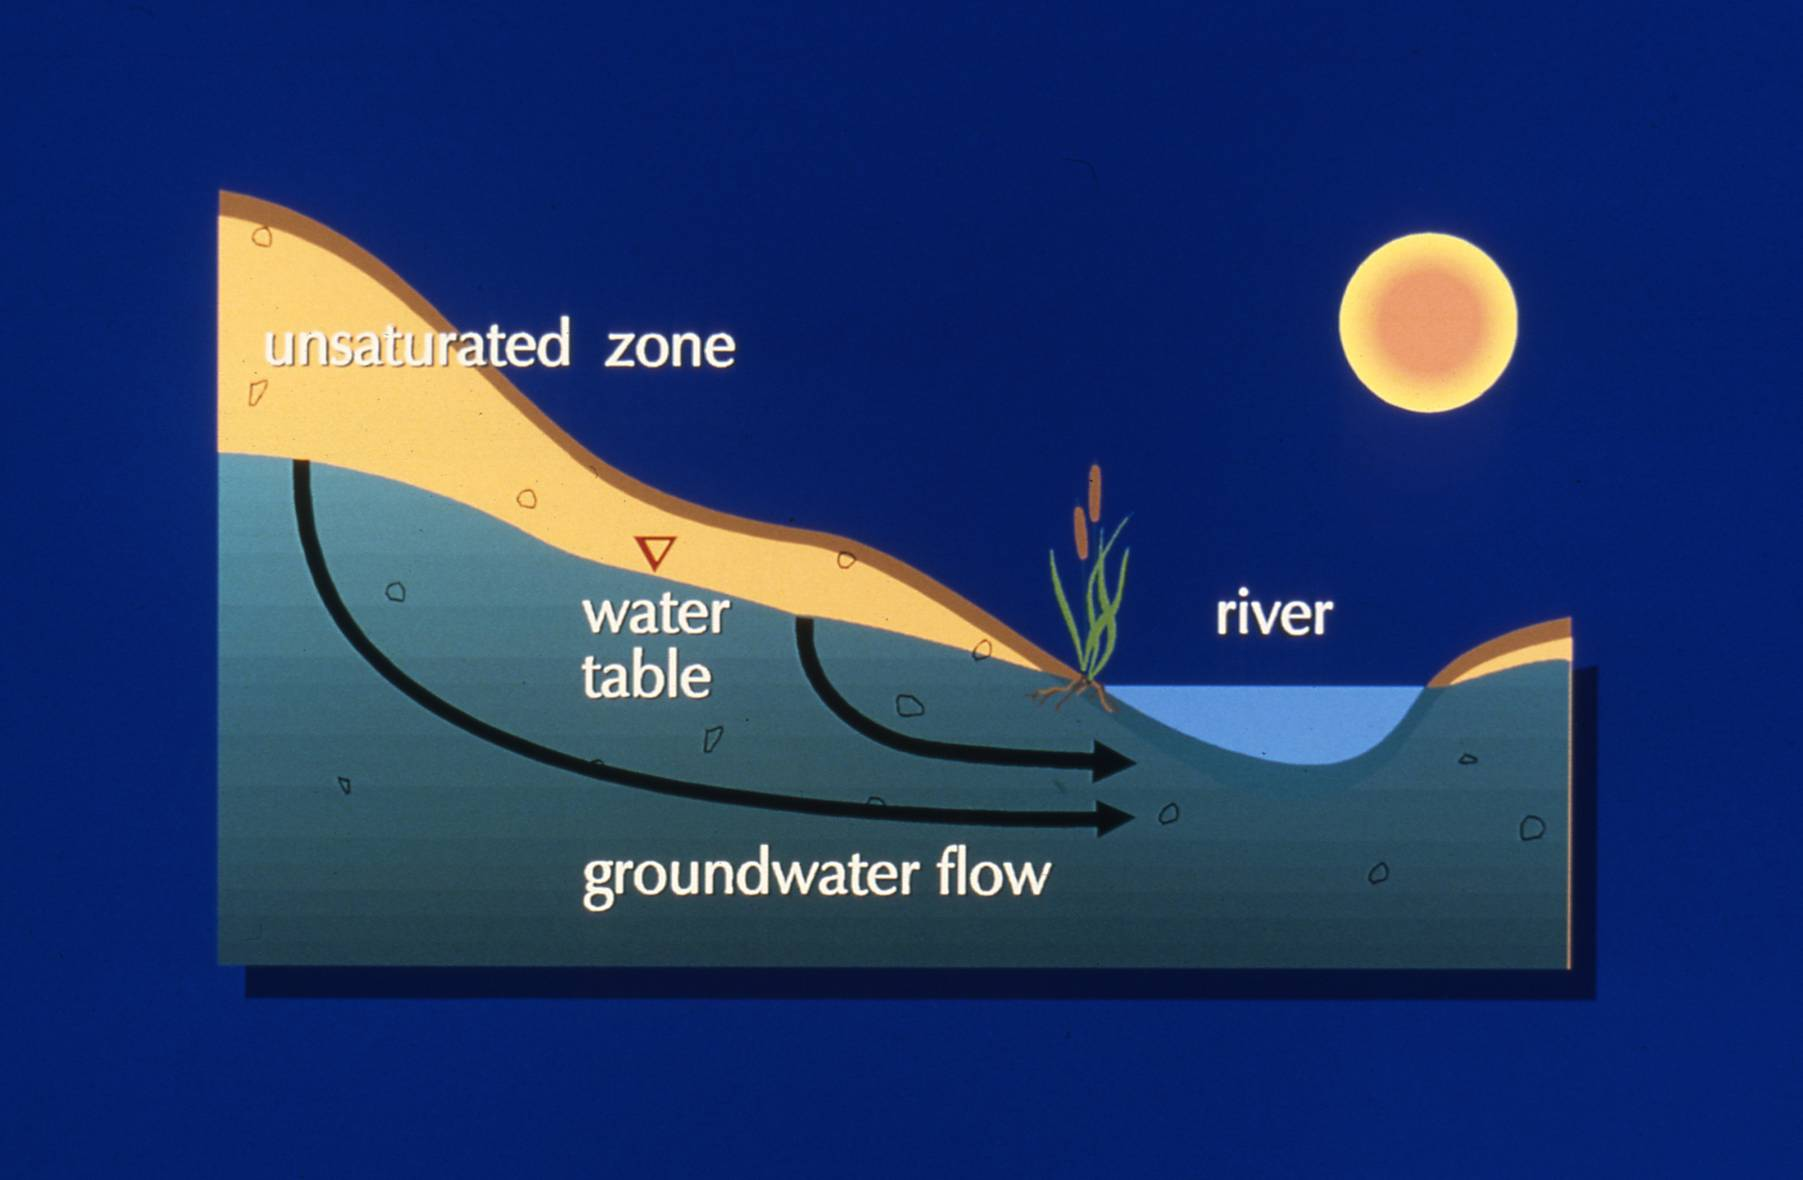 unsaturated zone
water
table
river
groundwater flow